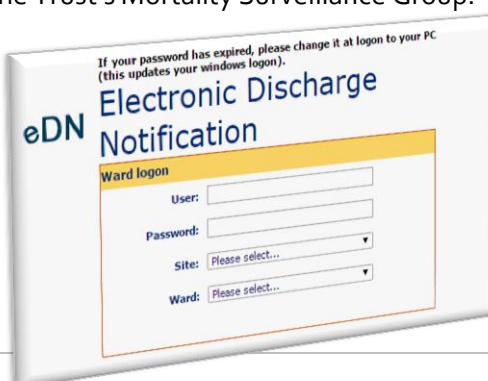 he Trust's Mortality Surveillance Group.
If your password has expired, please change it at logon to your PC
(this updates your windows logon).
eDN
Electronic Discharge
Notification
Ward logon
User:
Password:
Site: Please select...
Ward: Please select...